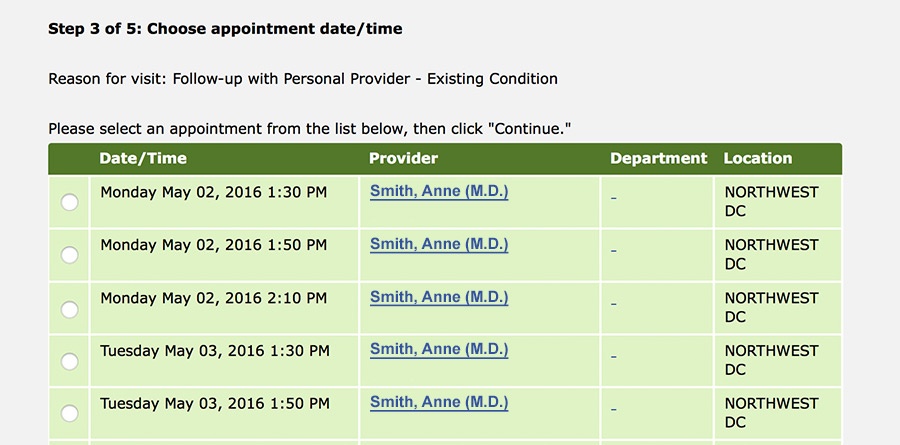 Step 3 of 5: Choose appointment date/time
Reason for visit: Follow-up with Personal Provider - Existing Condition
Please select an appointment from the list below, then click "Continue."
Date/Time Provider Department Location
Monday May 02, 2016 1:30 PM Smith, Anne (M.D.) - NORTHWEST
DC
Monday May 02, 2016 1:50 PM Smith, Anne (M.D.) - NORTHWEST
DC
Monday May 02, 2016 2:10 PM Smith, Anne (M.D.) - NORTHWEST
DC
Tuesday May 03, 2016 1:30 PM Smith, Anne (M.D.) - NORTHWEST
DC
Tuesday May 03, 2016 1:50 PM Smith, Anne (M.D.) - NORTHWEST
DC